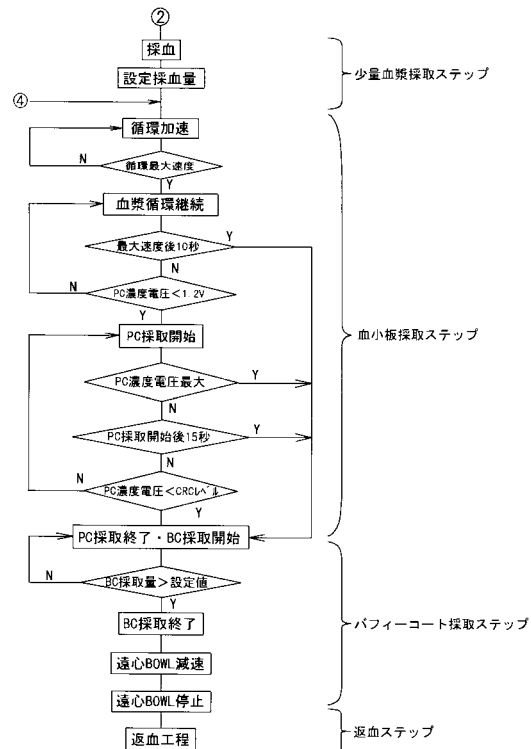 ②
採血
設定採血量
少量血漿採取ステップ
④
循環加速
N
循環最大速度
Y
血漿循環継続
最大速度後10秒
Y
N
N
PC濃度電圧<1.2V
Y
PC採取開始
血小板採取ステップ
PC濃度電圧最大
Y
N
PC採取開始後15秒
Y
N
N
PC濃度電圧<CRCレベル
Y
PC採取終了・BC採取開始
N
BC採取量>設定値
Y
BC採取終了
バフィーコート採取ステップ
遠心BOWL減速
遠心BOWL停止
返血工程
返血ステップ